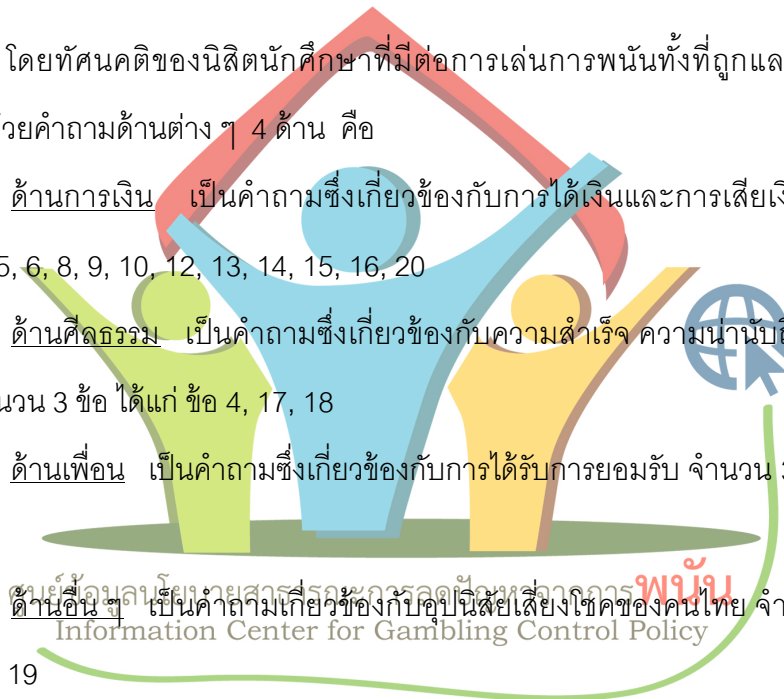 โดยทัศนคติของนิสิตนักศึกษาที่มีต่อการเล่นการพนันทั้งที่ถูกแล
วยคำถามด้านต่าง ๆ 4 ด้าน คือ
ด้านการเงิน เป็นคำถามซึ่งเกี่ยวข้องกับการได้เงินและการเสียเงิ
5, 6, 8, 9, 10, 12, 13, 14, 15, 16, 20
ด้านศีลธรรม เป็นคำถามซึ่งเกี่ยวข้องกับความสำเร็จ ความน่านับถื
นวน 3 ข้อ ได้แก่ ข้อ 4, 17, 18
ด้านเพื่อน เป็นคำถามซึ่งเกี่ยวข้องกับการได้รับการยอมรับ จำนวน 3
ศูนย์ข้อมูลนโยบายสาธารณะการลดปัญหาจากการพนัน
ด้านอื่น ๆ เป็นคำถามเกี่ยวข้องกับอุปนิสัยเสี่ยงโชคของคนไทย จำ
Information Center for Gambling Control Policy
19